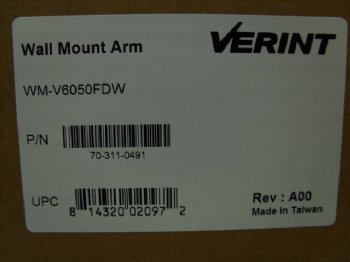 Wall Mount Arm
VERINT
WM-V6050FDW
P/N
70-311-0491
UPC
8 14320 02097 2
Rev : A00
Made in Taiwan